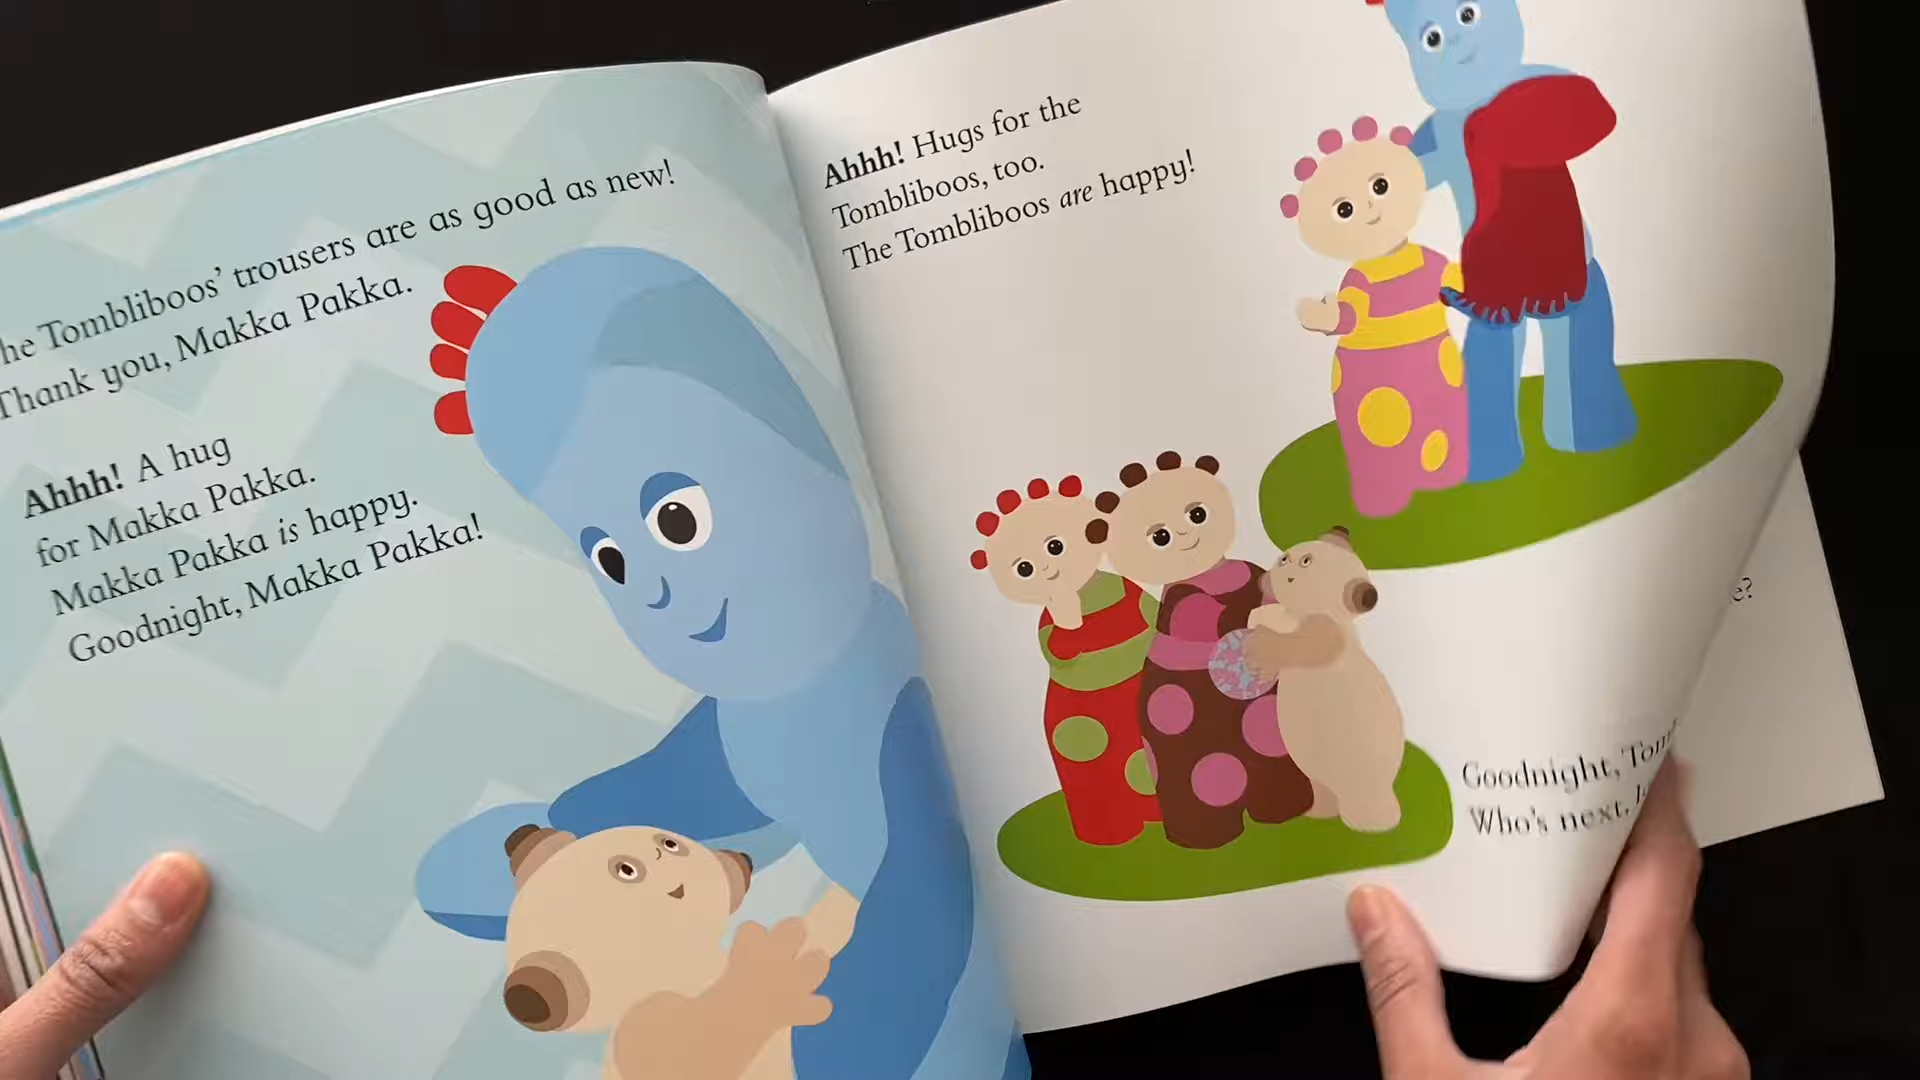 he Tombliboos' trousers are as good as new!
Thank you, Makka Pakka.
Ahhh! A hug
for Makka Pakka.
Makka Pakka is happy.
Goodnight, Makka Pakka!
Ahhh! Hugs for the
Tombliboos, too.
The Tombliboos are happy!
Goodnight, Tom
Who's next,
e?